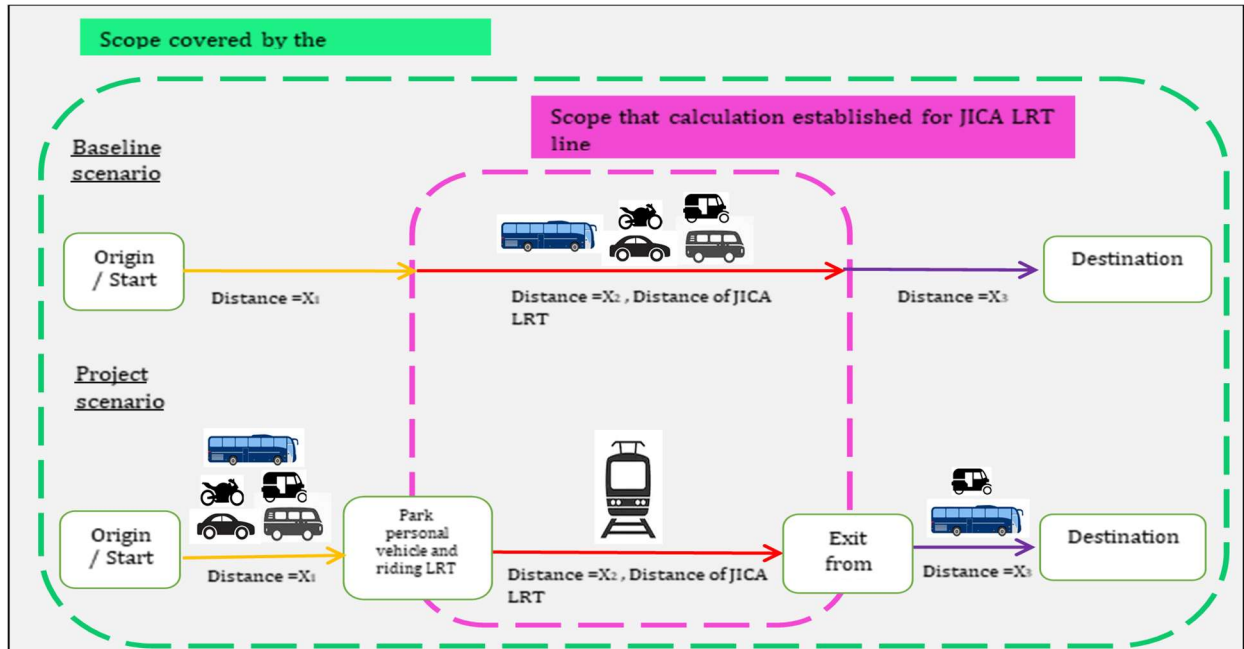 Scope covered by the
Scope that calculation established for JICA LRT
line
Baseline
scenario
Origin
/ Start
Distance =X₁
Distance =X₂ , Distance of JICA
LRT
Distance =X₃
Destination
Project
scenario
Origin
/ Start
Distance =X₁
Park
personal
vehicle and
riding LRT
Distance =X₂ , Distance of JICA
LRT
Exit
from
Distance =X₃
Destination